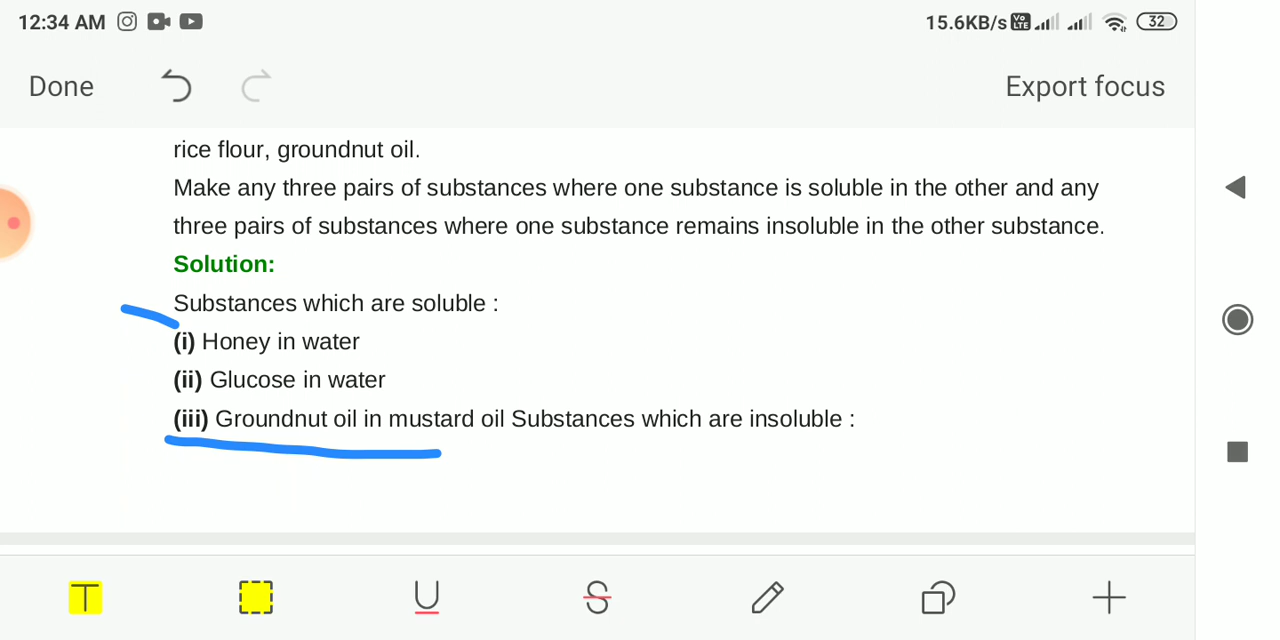 12:34 AM 15.6KB/s Vo LTE 32
Done Export focus
rice flour, groundnut oil.
Make any three pairs of substances where one substance is soluble in the other and any
three pairs of substances where one substance remains insoluble in the other substance.
Solution:
Substances which are soluble :
(i) Honey in water
(ii) Glucose in water
(iii) Groundnut oil in mustard oil Substances which are insoluble :
T U S